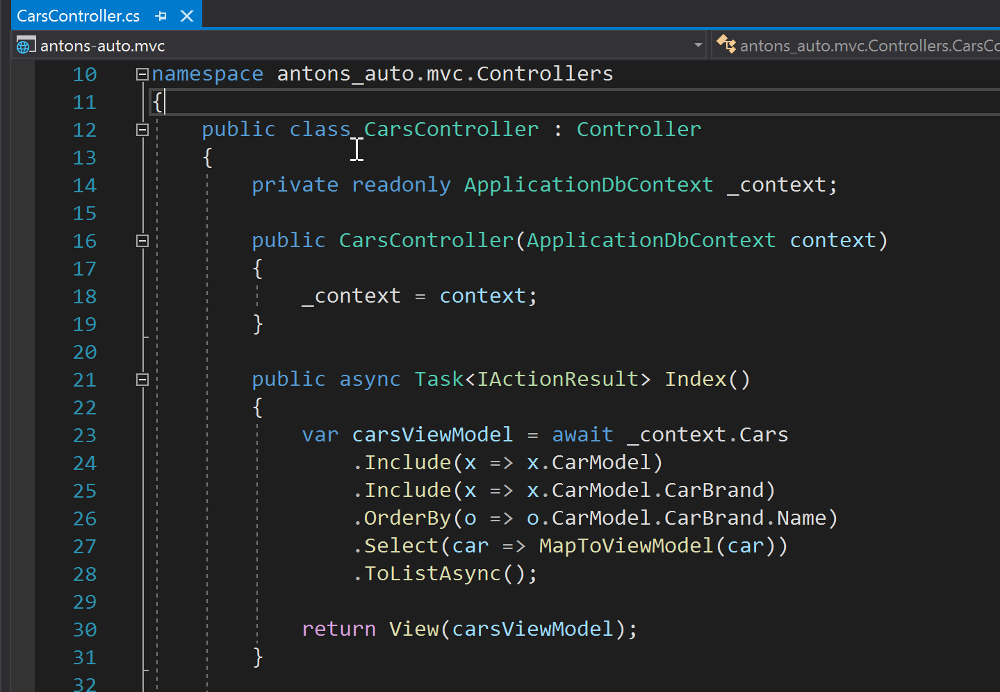 CarsController.cs
antons-auto.mvc antons_auto.mvc.Controllers.CarsCo
10 namespace antons_auto.mvc.Controllers
11 {
12 public class CarsController : Controller
13 {
14 private readonly ApplicationDbContext _context;
15
16 public CarsController(ApplicationDbContext context)
17 {
18 _context = context;
19 }
20
21 public async Task<IActionResult> Index()
22 {
23 var carsViewModel = await _context.Cars
24 .Include(x => x.CarModel)
25 .Include(x => x.CarModel.CarBrand)
26 .OrderBy(o => o.CarModel.CarBrand.Name)
27 .Select(car => MapToViewModel(car))
28 .ToListAsync();
29
30 return View(carsViewModel);
31 }
32